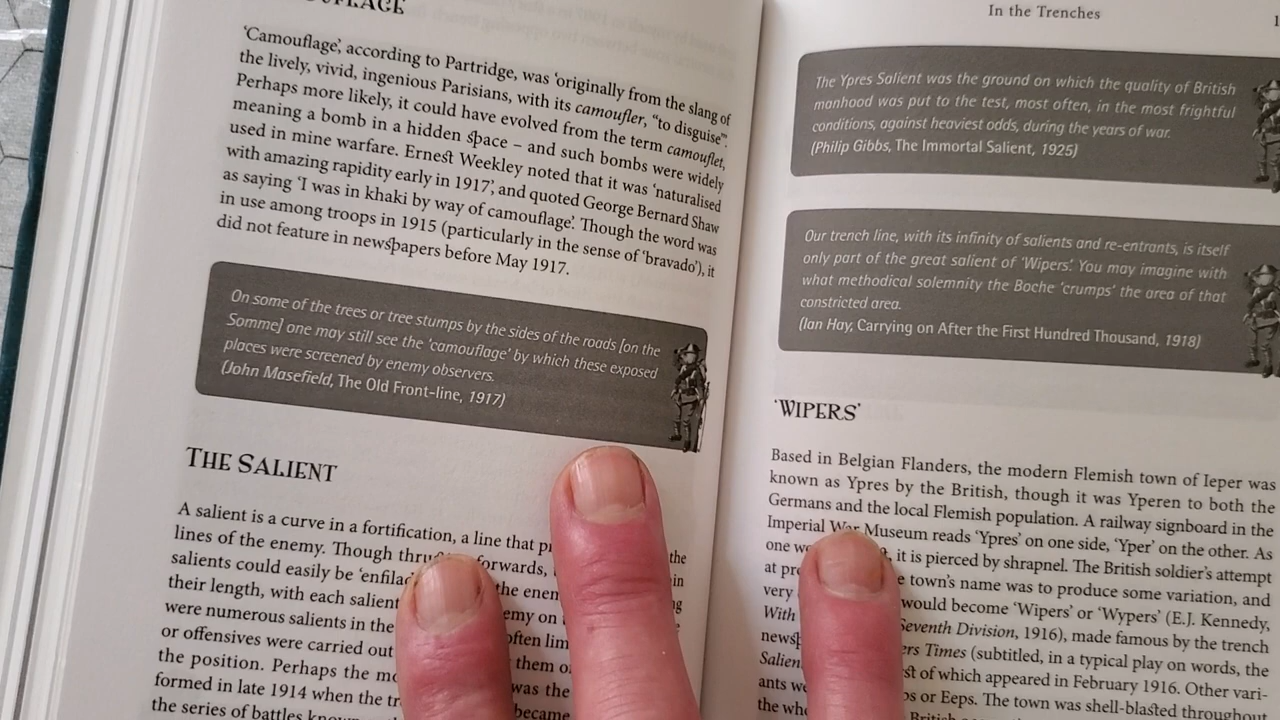 'Camouflage', according to Partridge, was 'originally from the slang of
the lively, vivid, ingenious Parisians, with its camoufler, "to disguise"'.
Perhaps more likely, it could have evolved from the term camouflet,
meaning a bomb in a hidden space – and such bombs were widely
used in mine warfare. Ernest Weekley noted that it was 'naturalised
with amazing rapidity early in 1917', and quoted George Bernard Shaw
as saying 'I was in khaki by way of camouflage'. Though the word was
in use among troops in 1915 (particularly in the sense of 'bravado'), it
did not feature in newspapers before May 1917.
On some of the trees or tree stumps by the sides of the roads [on the
Somme] one may still see the 'camouflage' by which these exposed
places were screened by enemy observers.
(John Masefield, The Old Front-line, 1917)
THE SALIENT
A salient is a curve in a fortification, a line that the
lines of the enemy. Though forwards, in
salients could easily be the
their length, with each salient on
were numerous salients in the often
or offensives were carried out them
the position. Perhaps the was the
formed in late 1914 when the became
the series of battles
In the Trenches
The Ypres Salient was the ground on which the quality of British
manhood was put to the test, most often, in the most frightful
conditions, against heaviest odds, during the years of war.
(Philip Gibbs, The Immortal Salient, 1925)
Our trench line, with its infinity of salients and re-entrants, is itself
only part of the great salient of 'Wipers'. You may imagine with
what methodical solemnity the Boche 'crumps' the area of that
constricted area.
(Ian Hay, Carrying on After the First Hundred Thousand, 1918)
'WIPERS'
Based in Belgian Flanders, the modern Flemish town of Ieper was
known as Ypres by the British, though it was Yperen to both the
Germans and the local Flemish population. A railway signboard in the
Imperial War Museum reads 'Ypres' on one side, 'Yper' on the other. As
one it is pierced by shrapnel. The British soldier's attempt
at town's name was to produce some variation, and
very would become 'Wipers' or 'Wypers' (E.J. Kennedy,
With Seventh Division, 1916), made famous by the trench
Times (subtitled, in a typical play on words, the
of which appeared in February 1916. Other vari-
or Eeps. The town was shell-blasted throughout
the British